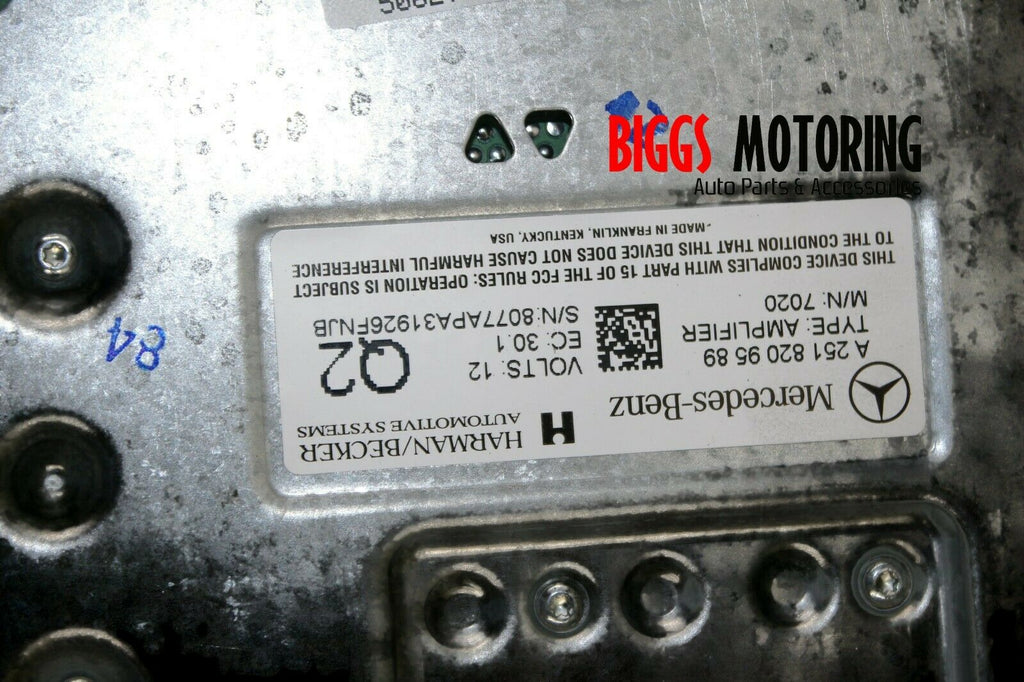 BIGGS MOTORING
Auto Parts & Accessories
Mercedes-Benz
HARMAN/BECKER
AUTOMOTIVE SYSTEMS
A 251 820 95 89
TYPE: AMPLIFIER
M/N: 7020
VOLTS: 12
EC: 30.1
S/N:8077APA31926FNJB
Q2
THIS DEVICE COMPLIES WITH PART 15 OF THE FCC RULES: OPERATION IS SUBJECT
TO THE CONDITION THAT THIS DEVICE DOES NOT CAUSE HARMFUL INTERFERENCE
-MADE IN FRANKLIN, KENTUCKY, USA
84